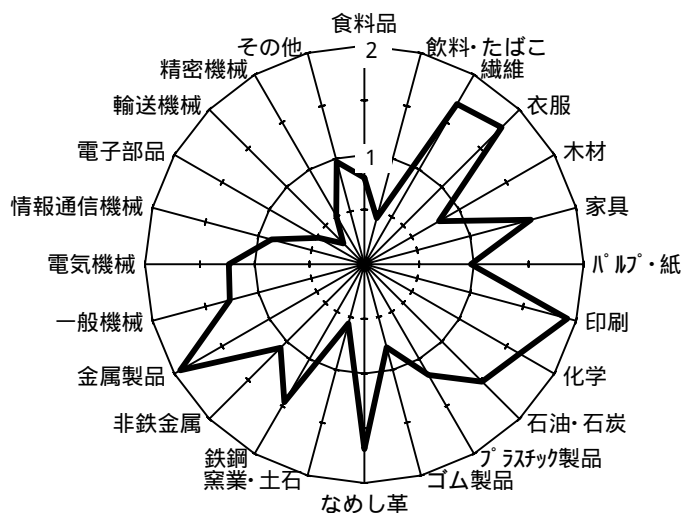 食料品
飲料・たばこ
繊維
衣服
木材
家具
ﾊﾟﾙﾌﾟ・紙
印刷
化学
石油・石炭
ﾌﾟﾗｽﾁｯｸ製品
ゴム製品
なめし革
窯業・土石
鉄鋼
非鉄金属
金属製品
一般機械
電気機械
情報通信機械
電子部品
輸送機械
精密機械
その他
2
1